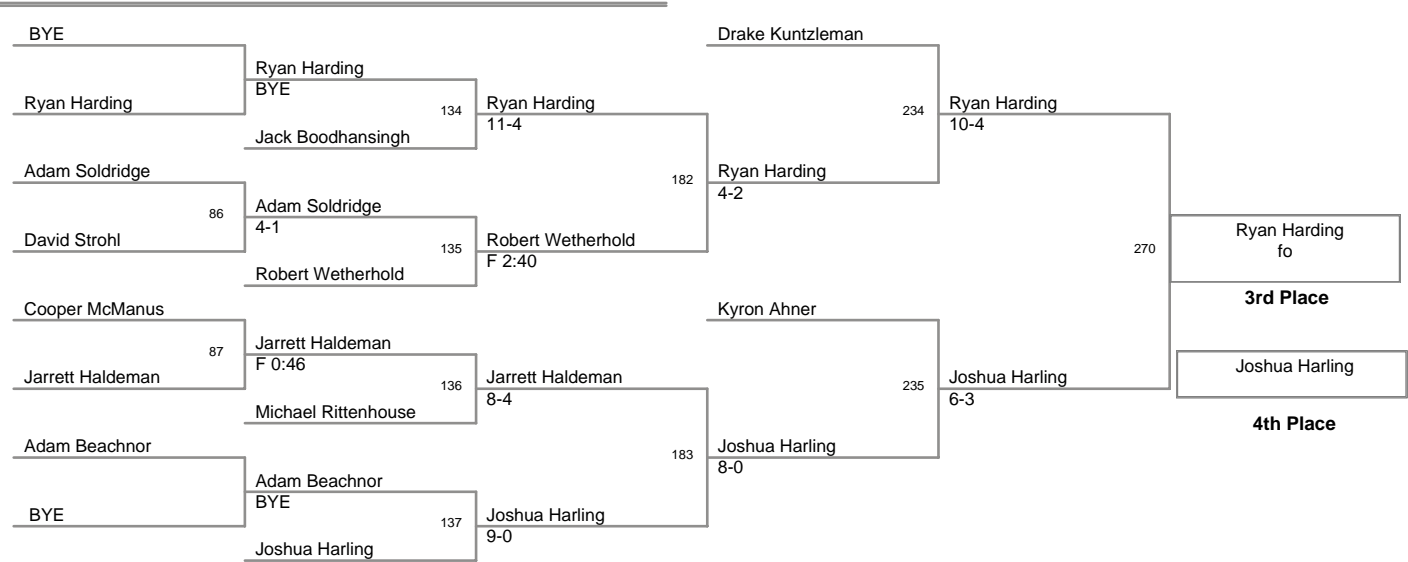 BYE
Ryan Harding
Adam Soldridge
David Strohl
Cooper McManus
Jarrett Haldeman
Adam Beachnor
BYE
86
87
Ryan Harding
BYE
Jack Boodhansingh
Adam Soldridge
4-1
Robert Wetherhold
Jarrett Haldeman
F 0:46
Michael Rittenhouse
Adam Beachnor
BYE
Joshua Harling
134
135
136
137
Ryan Harding
11-4
Robert Wetherhold
F 2:40
Jarrett Haldeman
8-4
Joshua Harling
9-0
182
183
Drake Kuntzleman
Ryan Harding
4-2
Kyron Ahner
Joshua Harling
8-0
234
235
Ryan Harding
10-4
Joshua Harling
6-3
270
Ryan Harding
fo
3rd Place
Joshua Harling
4th Place